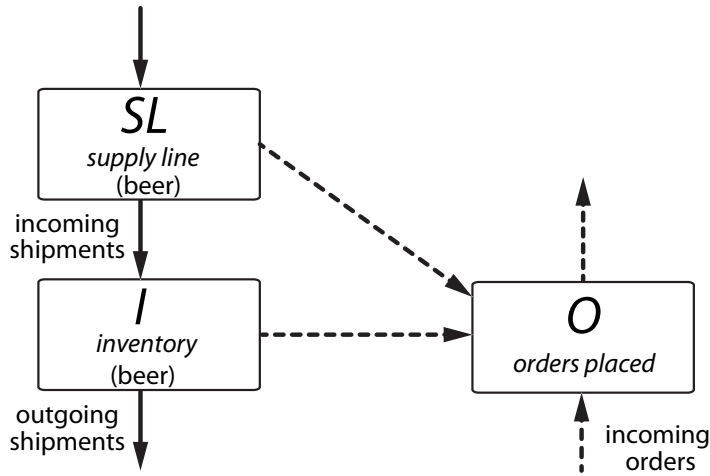 SL
supply line
(beer)
incoming
shipments
I
inventory
(beer)
outgoing
shipments
O
orders placed
incoming
orders